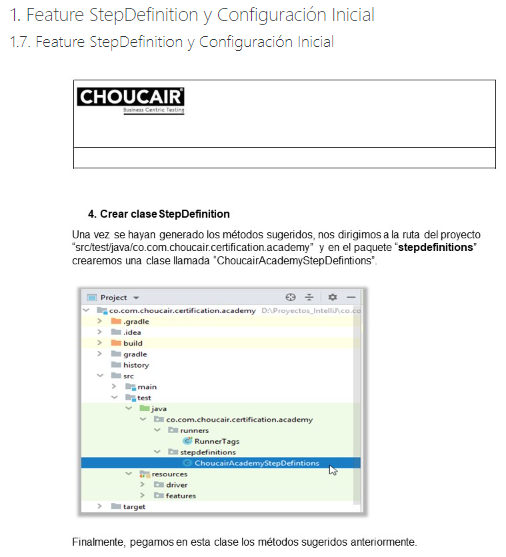 1. Feature StepDefinition y Configuración Inicial
1.7. Feature StepDefinition y Configuración Inicial
CHOUCAIR
Business Centric Testing
4. Crear clase StepDefinition
Una vez se hayan generado los métodos sugeridos, nos dirigimos a la ruta del proyecto
"src/test/java/co.com.choucair.certification.academy" y en el paquete "stepdefinitions"
crearemos una clase llamada "ChoucairAcademyStepDefintions".
Project
co.com.choucair.certification.academy D:\Proyectos_IntelliJ\co.co
.gradle
.idea
build
gradle
history
src
main
test
java
co.com.choucair.certification.academy
runners
RunnerTags
stepdefinitions
ChoucairAcademyStepDefintions
resources
driver
features
target
Finalmente, pegamos en esta clase los métodos sugeridos anteriormente.